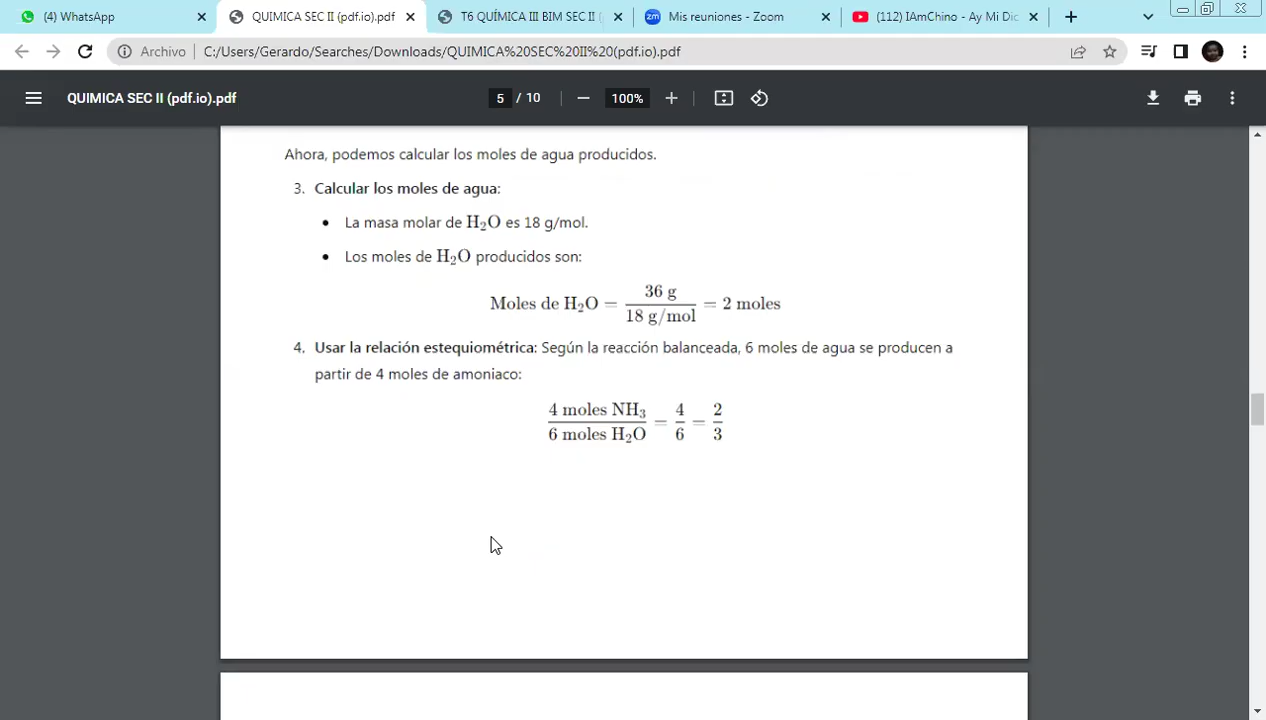 (4) WhatsApp
QUIMICA SEC II (pdf.io).pdf
T6 QUÍMICA III BIM SEC II (
Mis reuniones - Zoom
(112) IAmChino - Ay Mi Dic
Archivo C:/Users/Gerardo/Searches/Downloads/QUIMICA%20SEC%20II%20(pdf.io).pdf
QUIMICA SEC II (pdf.io).pdf
5 / 10
100%
Ahora, podemos calcular los moles de agua producidos.
3. Calcular los moles de agua:
• La masa molar de H₂O es 18 g/mol.
• Los moles de H₂O producidos son:
Moles de H₂O = 36 g / 18 g/mol = 2 moles
4. Usar la relación estequiométrica: Según la reacción balanceada, 6 moles de agua se producen a
partir de 4 moles de amoniaco:
4 moles NH₃ / 6 moles H₂O = 4/6 = 2/3